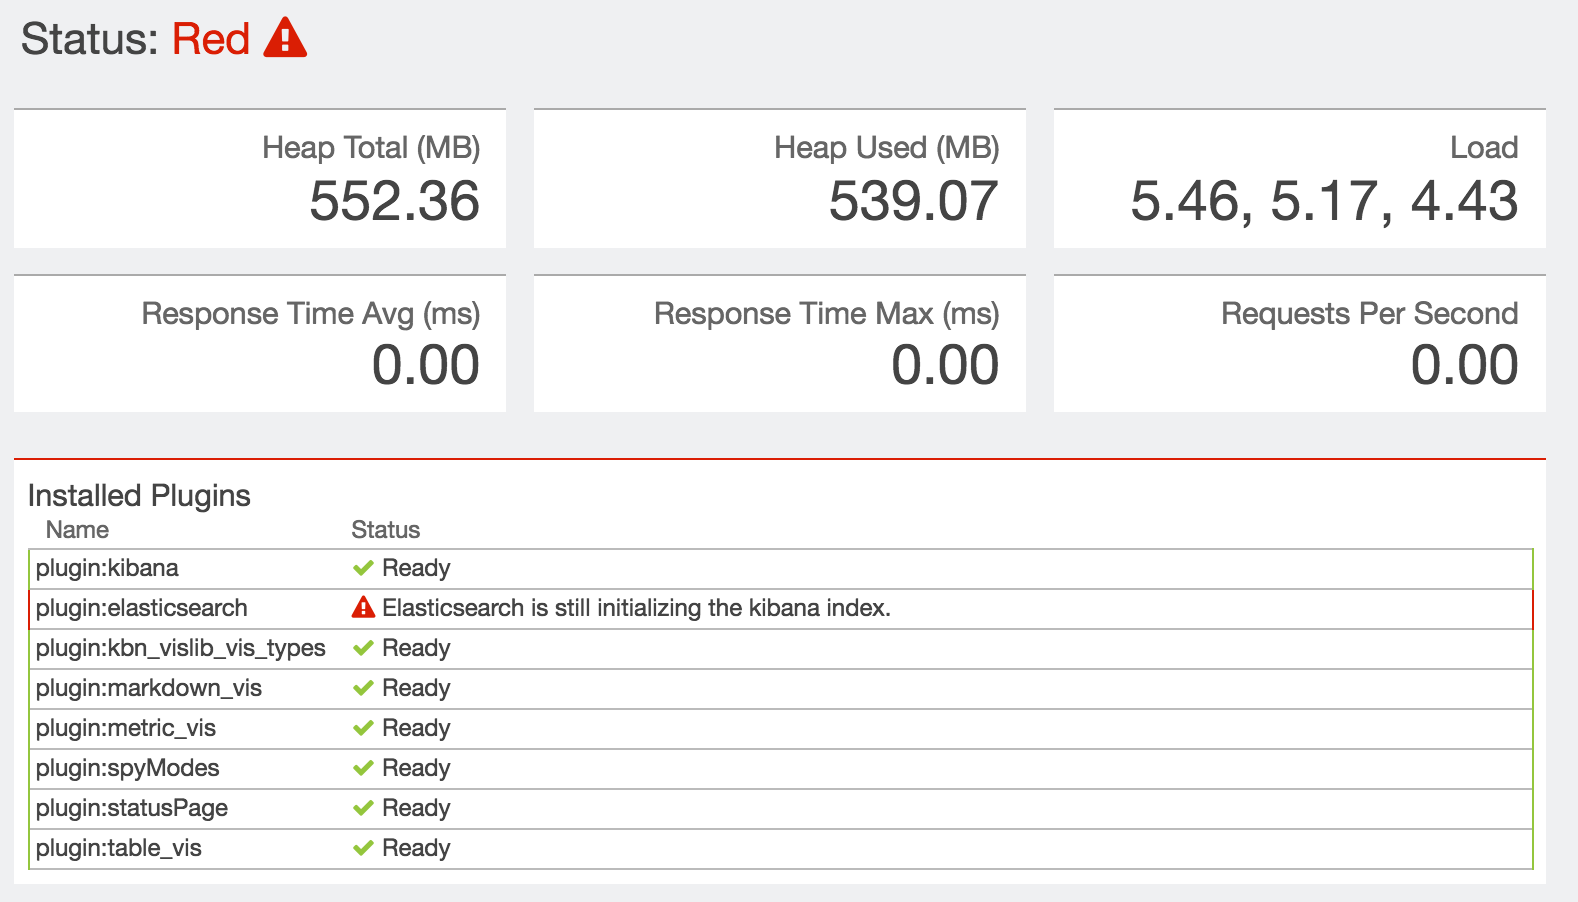 Status: Red
Heap Total (MB)
552.36
Heap Used (MB)
539.07
Load
5.46, 5.17, 4.43
Response Time Avg (ms)
0.00
Response Time Max (ms)
0.00
Requests Per Second
0.00
Installed Plugins
Name Status
plugin:kibana Ready
plugin:elasticsearch Elasticsearch is still initializing the kibana index.
plugin:kbn_vislib_vis_types Ready
plugin:markdown_vis Ready
plugin:metric_vis Ready
plugin:spyModes Ready
plugin:statusPage Ready
plugin:table_vis Ready